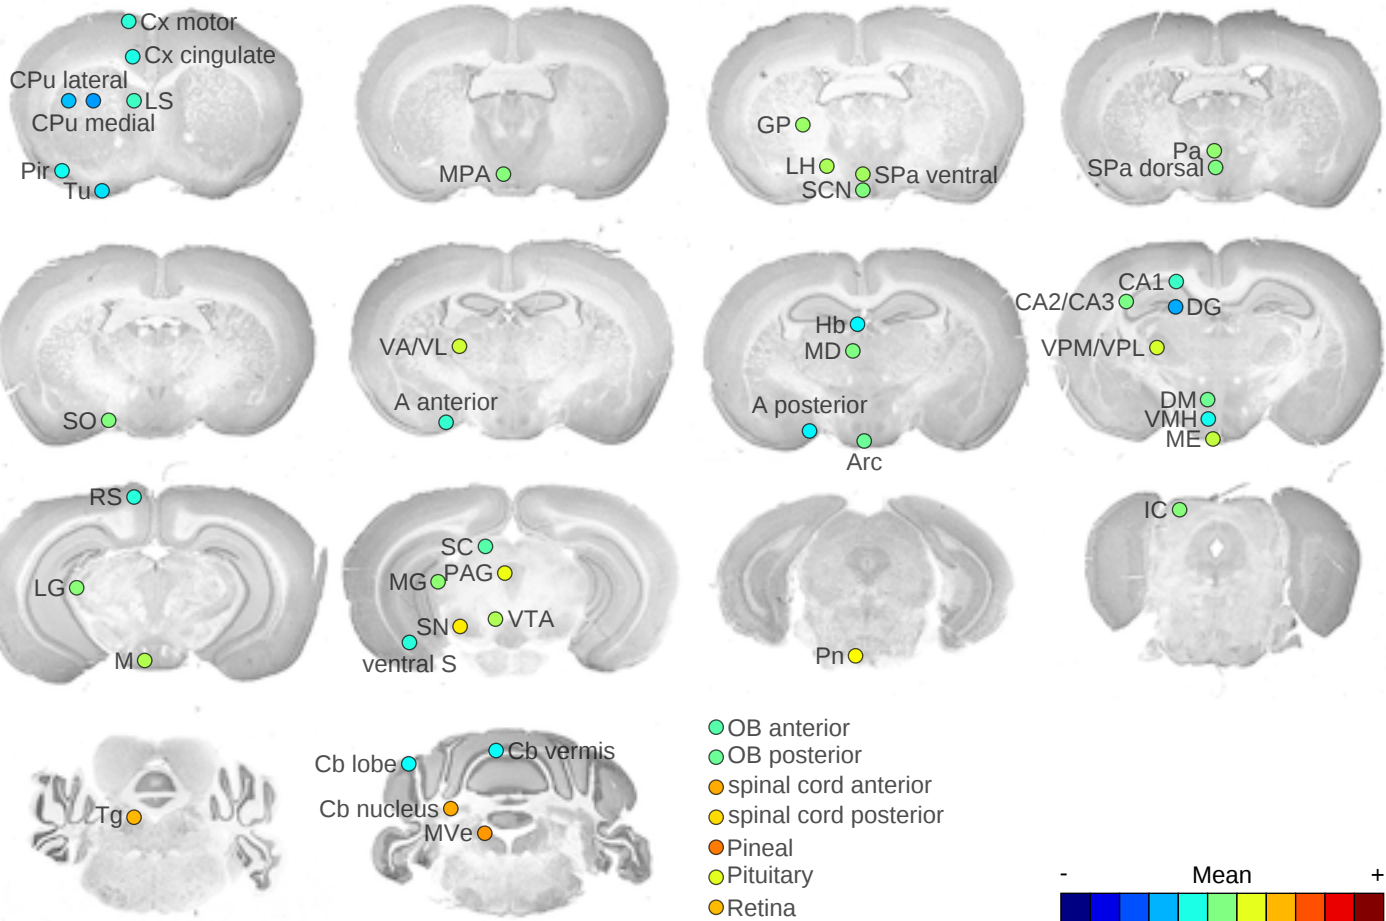 Cx motor
Cx cingulate
CPu lateral
LS
CPu medial
Pir
Tu
MPA
GP
LH
SPa ventral
SCN
Pa
SPa dorsal
SO
VA/VL
A anterior
Hb
MD
A posterior
Arc
CA1
CA2/CA3
DG
VPM/VPL
DM
VMH
ME
RS
LG
M
SC
MG
PAG
SN
VTA
ventral S
Pn
IC
Tg
Cb lobe
Cb vermis
Cb nucleus
MVe
OB anterior
OB posterior
spinal cord anterior
spinal cord posterior
Pineal
Pituitary
Retina
- Mean +